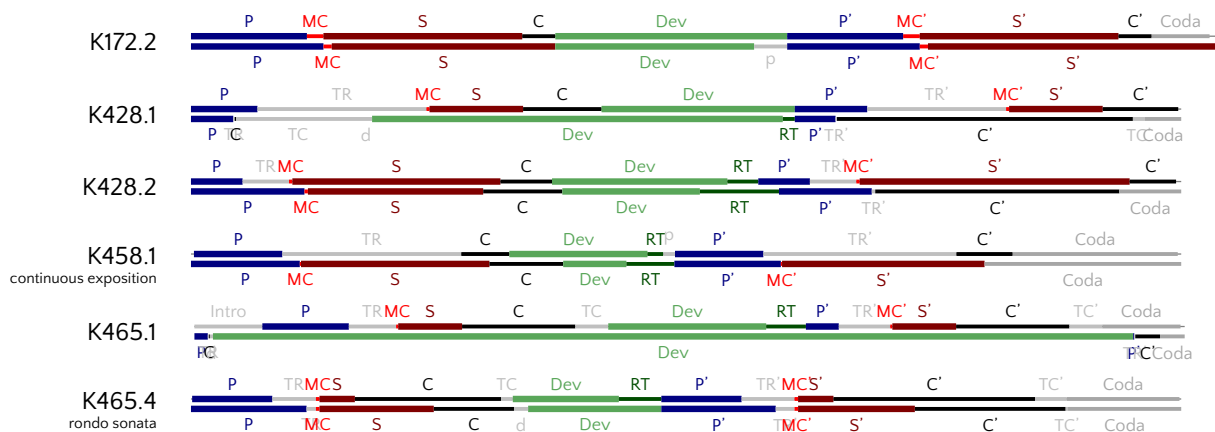 P MC S C Dev P' MC' S' C' Coda
K172.2
P MC S Dev p P' MC' S'
P TR MC S C Dev P' TR' MC' S' C'
K428.1
P TR C TC d Dev RT P' TR' C' TC Coda
P TR MC S C Dev RT P' TR' MC' S' C'
K428.2
P MC S C Dev RT P' TR' C' Coda
P TR C Dev RT p P' TR' C' Coda
K458.1
continuous exposition
P MC S C Dev RT P' MC' S' Coda
Intro P TR MC S C TC Dev RT P' TR' MC' S' C' TC' Coda
K465.1
P TR C Dev P' TR' C' Coda
P TR MC S C TC Dev RT P' TR' MC' S' C' TC' Coda
K465.4
rondo sonata
P MC S C d Dev P' MC' S' C' Coda